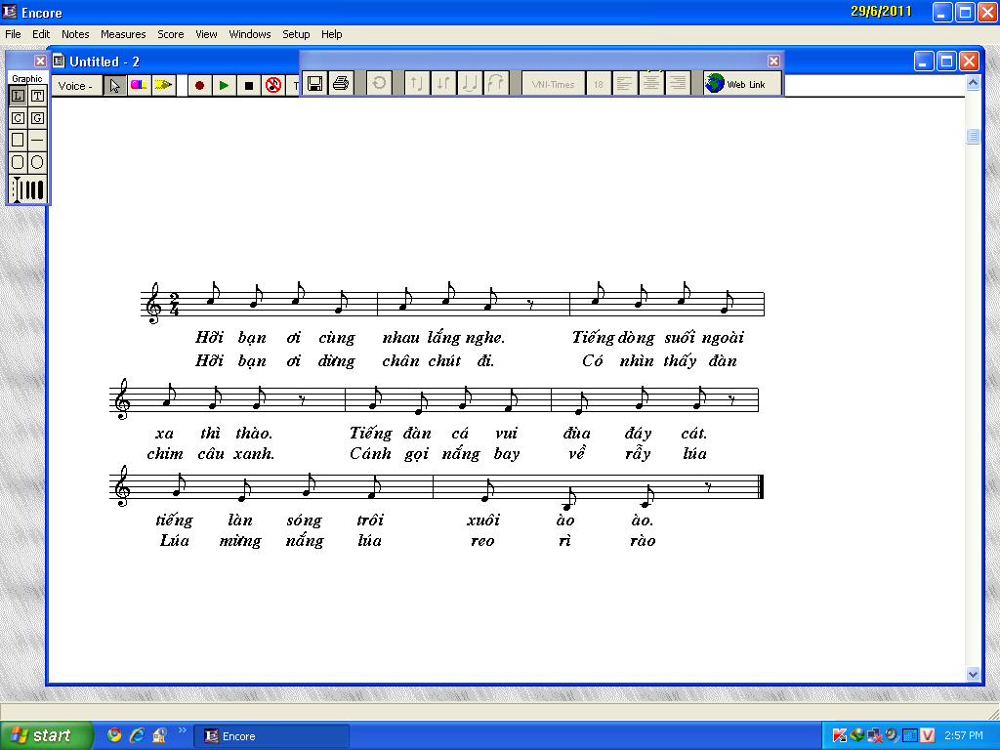 Encore
29/6/2011
File Edit Notes Measures Score View Windows Setup Help
Untitled - 2
Graphic
Voice -
T
VNI-Times
18
Web Link
L T
C G
2
4
Hỡi bạn ơi cùng nhau lắng nghe. Tiếng dòng suối ngoài
Hỡi bạn ơi dừng chân chút đi. Có nhìn thấy đàn
xa thì thào. Tiếng đàn cá vui đùa đáy cát.
chim câu xanh. Cánh gọi nắng bay về rẫy lúa
tiếng làn sóng trôi xuôi ào ào.
Lúa mừng nắng lúa reo rì rào
start
Encore
2:57 PM